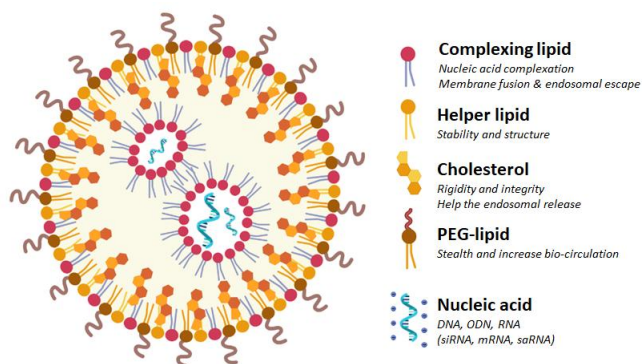 Complexing lipid
Nucleic acid complexation
Membrane fusion & endosomal escape
Helper lipid
Stability and structure
Cholesterol
Rigidity and integrity
Help the endosomal release
PEG-lipid
Stealth and increase bio-circulation
Nucleic acid
DNA, ODN, RNA
(siRNA, mRNA, saRNA)